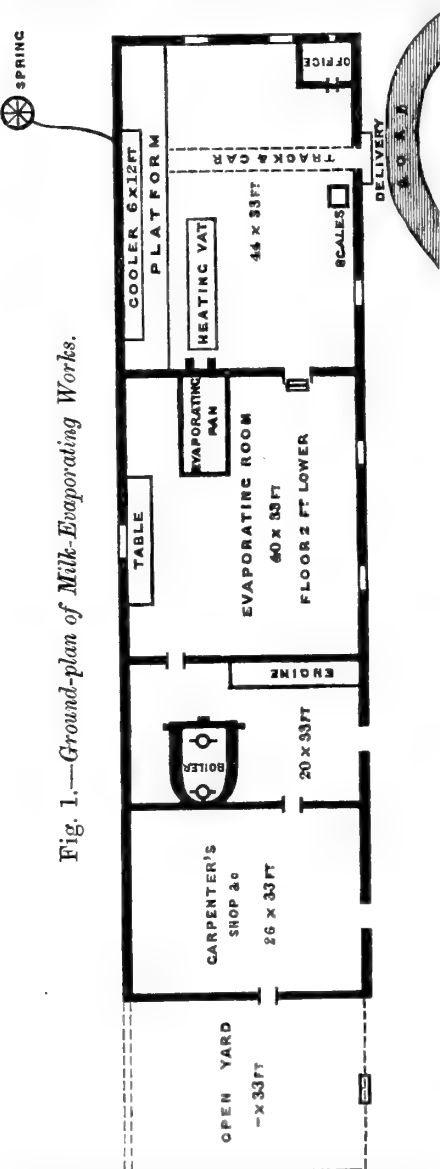 Fig. 1.—Ground-plan of Milk-Evaporating Works.
SPRING
COOLER 6 X 12 FT
PLATFORM
OFFICE
TRACK & CAR
HEATING VAT
44 X 33 FT
SCALES
DELIVERY
ROAD
EVAPORATING
PAN
TABLE
EVAPORATING ROOM
40 X 33 FT
FLOOR 2 FT LOWER
ENGINE
BOILER
20 X 33 FT
CARPENTER'S
SHOP &c
26 X 33 FT
OPEN YARD
– X 33 FT